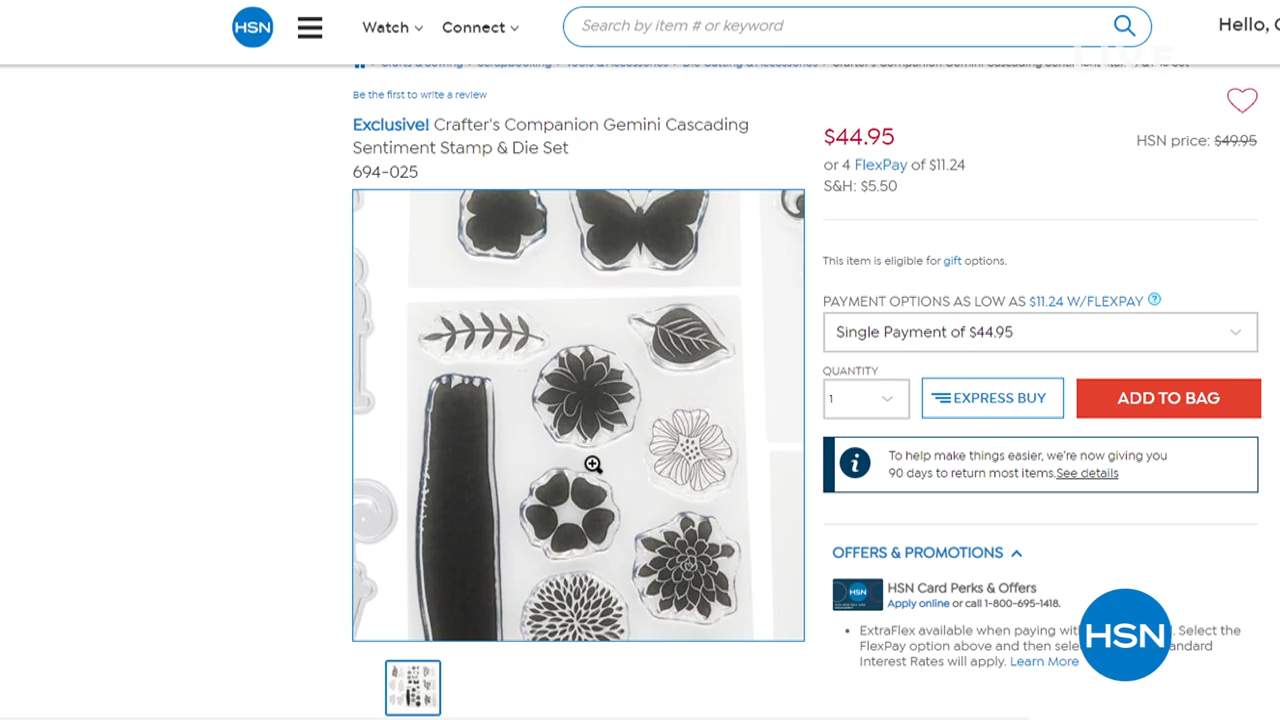 HSN
Watch
Connect
Search by item # or keyword
Hello,
Be the first to write a review
Exclusive! Crafter's Companion Gemini Cascading
Sentiment Stamp & Die Set
694-025
$44.95
HSN price: $49.95
or 4 FlexPay of $11.24
S&H: $5.50
This item is eligible for gift options.
PAYMENT OPTIONS AS LOW AS $11.24 W/FLEXPAY ?
Single Payment of $44.95
QUANTITY
1
EXPRESS BUY
ADD TO BAG
To help make things easier, we're now giving you
90 days to return most items.See details
OFFERS & PROMOTIONS
HSN
HSN Card Perks & Offers
Apply online or call 1-800-695-1418.
• ExtraFlex available when paying . Select the
FlexPay option above and then
Interest Rates will apply. Learn More
HSN